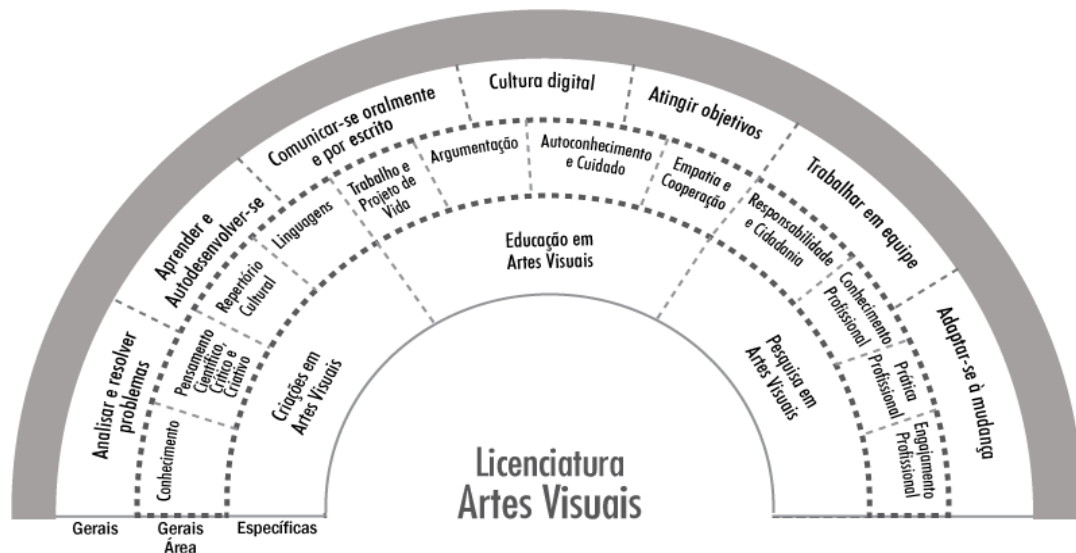 Analisar e resolver
problemas
Aprender e
Autodesenvolver-se
Comunicar-se oralmente
e por escrito
Cultura digital
Atingir objetivos
Trabalhar em equipe
Adaptar-se à mudança
Conhecimento
Pensamento
Científico,
Crítico e
Criativo
Repertório
Cultural
Linguagens
Trabalho e
Projeto de
Vida
Argumentação
Autoconhecimento
e Cuidado
Empatia e
Cooperação
Responsabilidade
e Cidadania
Conhecimento
Profissional
Prática
Profissional
Engajamento
Profissional
Criações em
Artes Visuais
Educação em
Artes Visuais
Pesquisa em
Artes Visuais
Licenciatura
Artes Visuais
Gerais
Gerais
Área
Específicas